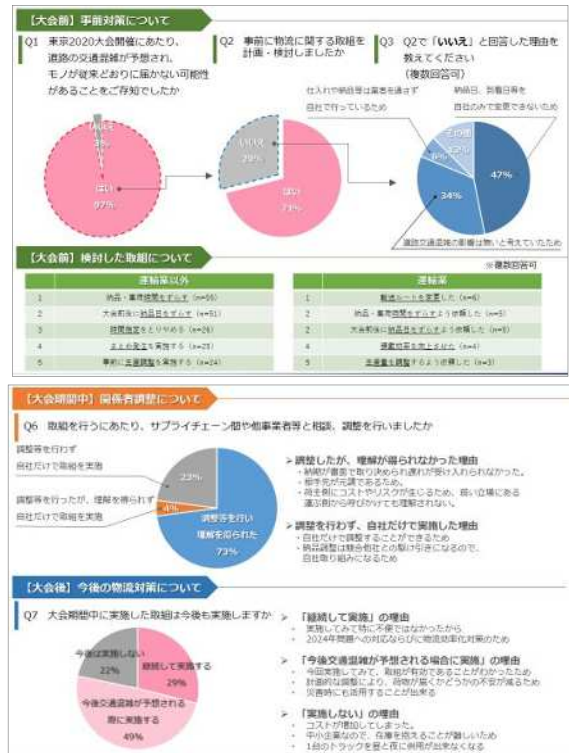 【大会前】事前対策について
Q1 東京2020大会開催にあたり、
道路の交通混雑が予想され、
モノが従来どおりに届かない可能性
があることをご存知でしたか
いいえ
3%
はい
97%
Q2 事前に物流に関する取組を
計画・検討しましたか
いいえ
29%
はい
71%
Q3 Q2で「いいえ」と回答した理由を
教えてください
(複数回答可)
仕入れや納品等は業者を通さず
自社で行っているため
納品日、到着日等を
自社のみで変更できないため
その他
13%
6%
34%
47%
道路交通混雑の影響は無いと考えていたため
【大会前】検討した取組について
※複数回答可
運輸業以外
1 納品・集荷時間をずらす
2 大会前後に納品日をずらす (n=51)
3 時間指定をとりやめる
4 まとめ発注を実施する
5 事前に生産調整を実施する (n=24)
運輸業
1 輸送ルートを変更した (n=6)
2 納品・集荷時間をずらすよう依頼した (n=5)
2 大会前後に納品日をずらすよう依頼した (n=5)
4 積載効率を向上させた (n=4)
5 生産量を調整するよう依頼した (n=3)
【大会期間中】関係者調整について
Q6 取組を行うにあたり、サプライチェーン間や他事業者等と相談、調整を行いましたか
調整等を行わず
自社だけで取組を実施
23%
調整等を行ったが、理解を得られず
自社だけで取組を実施
4%
調整等を行い
理解を得られた
73%
➢ 調整したが、理解が得られなかった理由
・納期が書面で取り決められ遅れが受け入れられなかった。
・相手先が元請であるため。
・荷主側にコストやリスクが生じるため、弱い立場にある
運ぶ側から呼びかけても理解されない。
➢ 調整を行わず、自社だけで実施した理由
・自社だけで調整することができるため
・納品調整は競合他社との駆け引きになるので、
自社取り組みになるため
【大会後】今後の物流対策について
Q7 大会期間中に実施した取組は今後も実施しますか
今後は実施しない
22%
継続して実施する
29%
今後交通混雑が予想される
際に実施する
49%
➢ 「継続して実施」の理由
・ 実施してみて特に不便ではなかったから
・ 2024年問題への対応ならびに物流効率化対策のため
➢ 「今後交通混雑が予想される場合に実施」の理由
・ 今回実施してみて、取組が有効であることがわかったため
・ 計画的な調整により、荷物が届くかどうかの不安が減るため
・ 災害時にも活用することが出来る
➢ 「実施しない」の理由
・ コストが増加してしまった。
・ 中小企業なので、在庫を抱えることが難しいため
・ 1台のトラックを昼と夜に併用が出来なくなる